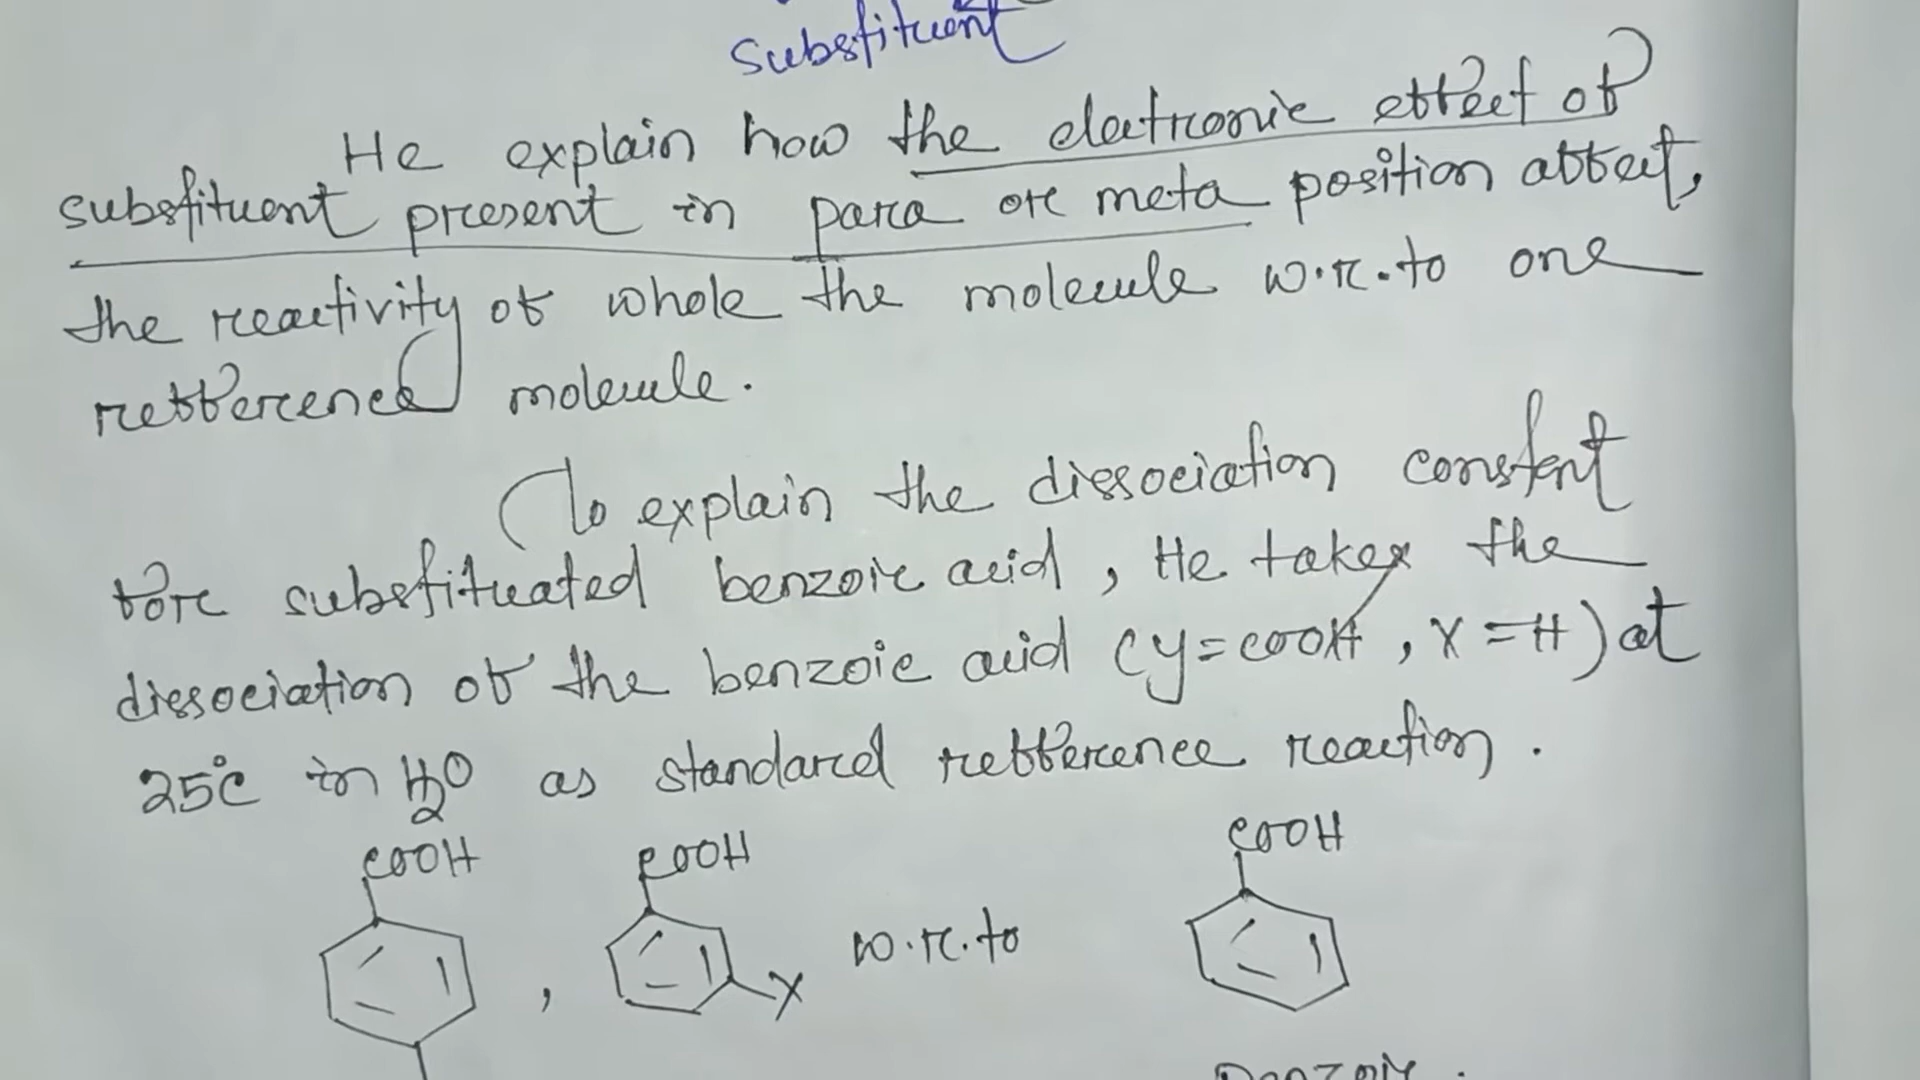 Substituent
He explain how the electronic effect of
substituent present in para or meta position affect,
the reactivity of whole the molecule w.r.to one
refference molecule.
To explain the dissociation constent
for substituated benzoic acid, He takes the
dissociation of the benzoic acid (y=COOH, X=H) at
25°C in H2O as standard refference reaction.
COOH COOH COOH
, X w.r.to
Benzoic